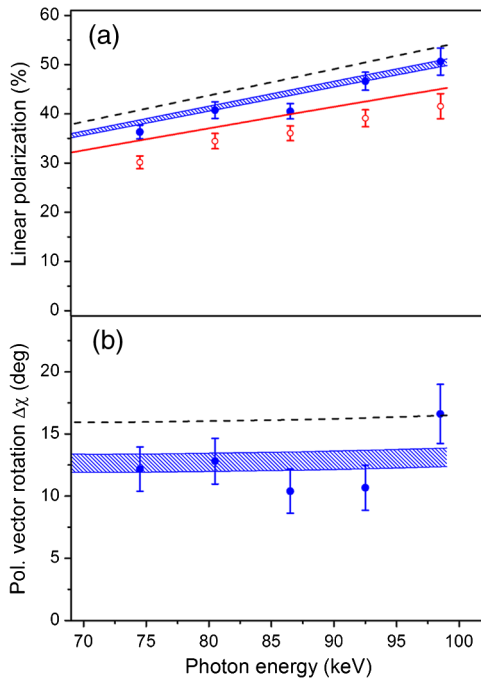 (a)
Linear polarization (%)
60
50
40
30
20
10
0
(b)
Pol. vector rotation Δχ (deg)
20
15
10
5
0
70 75 80 85 90 95 100
Photon energy (keV)